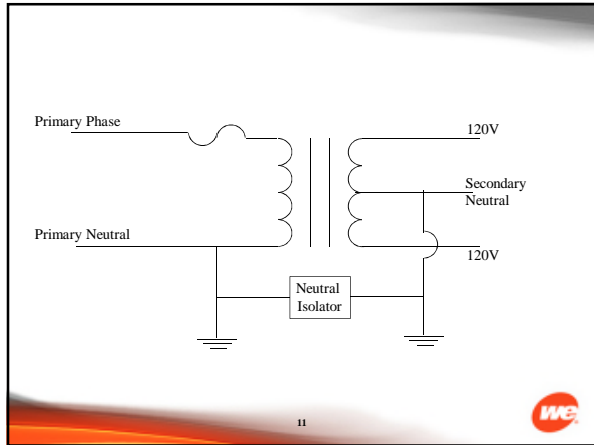 Primary Phase
120V
Secondary
Neutral
Primary Neutral
120V
Neutral
Isolator
11
we